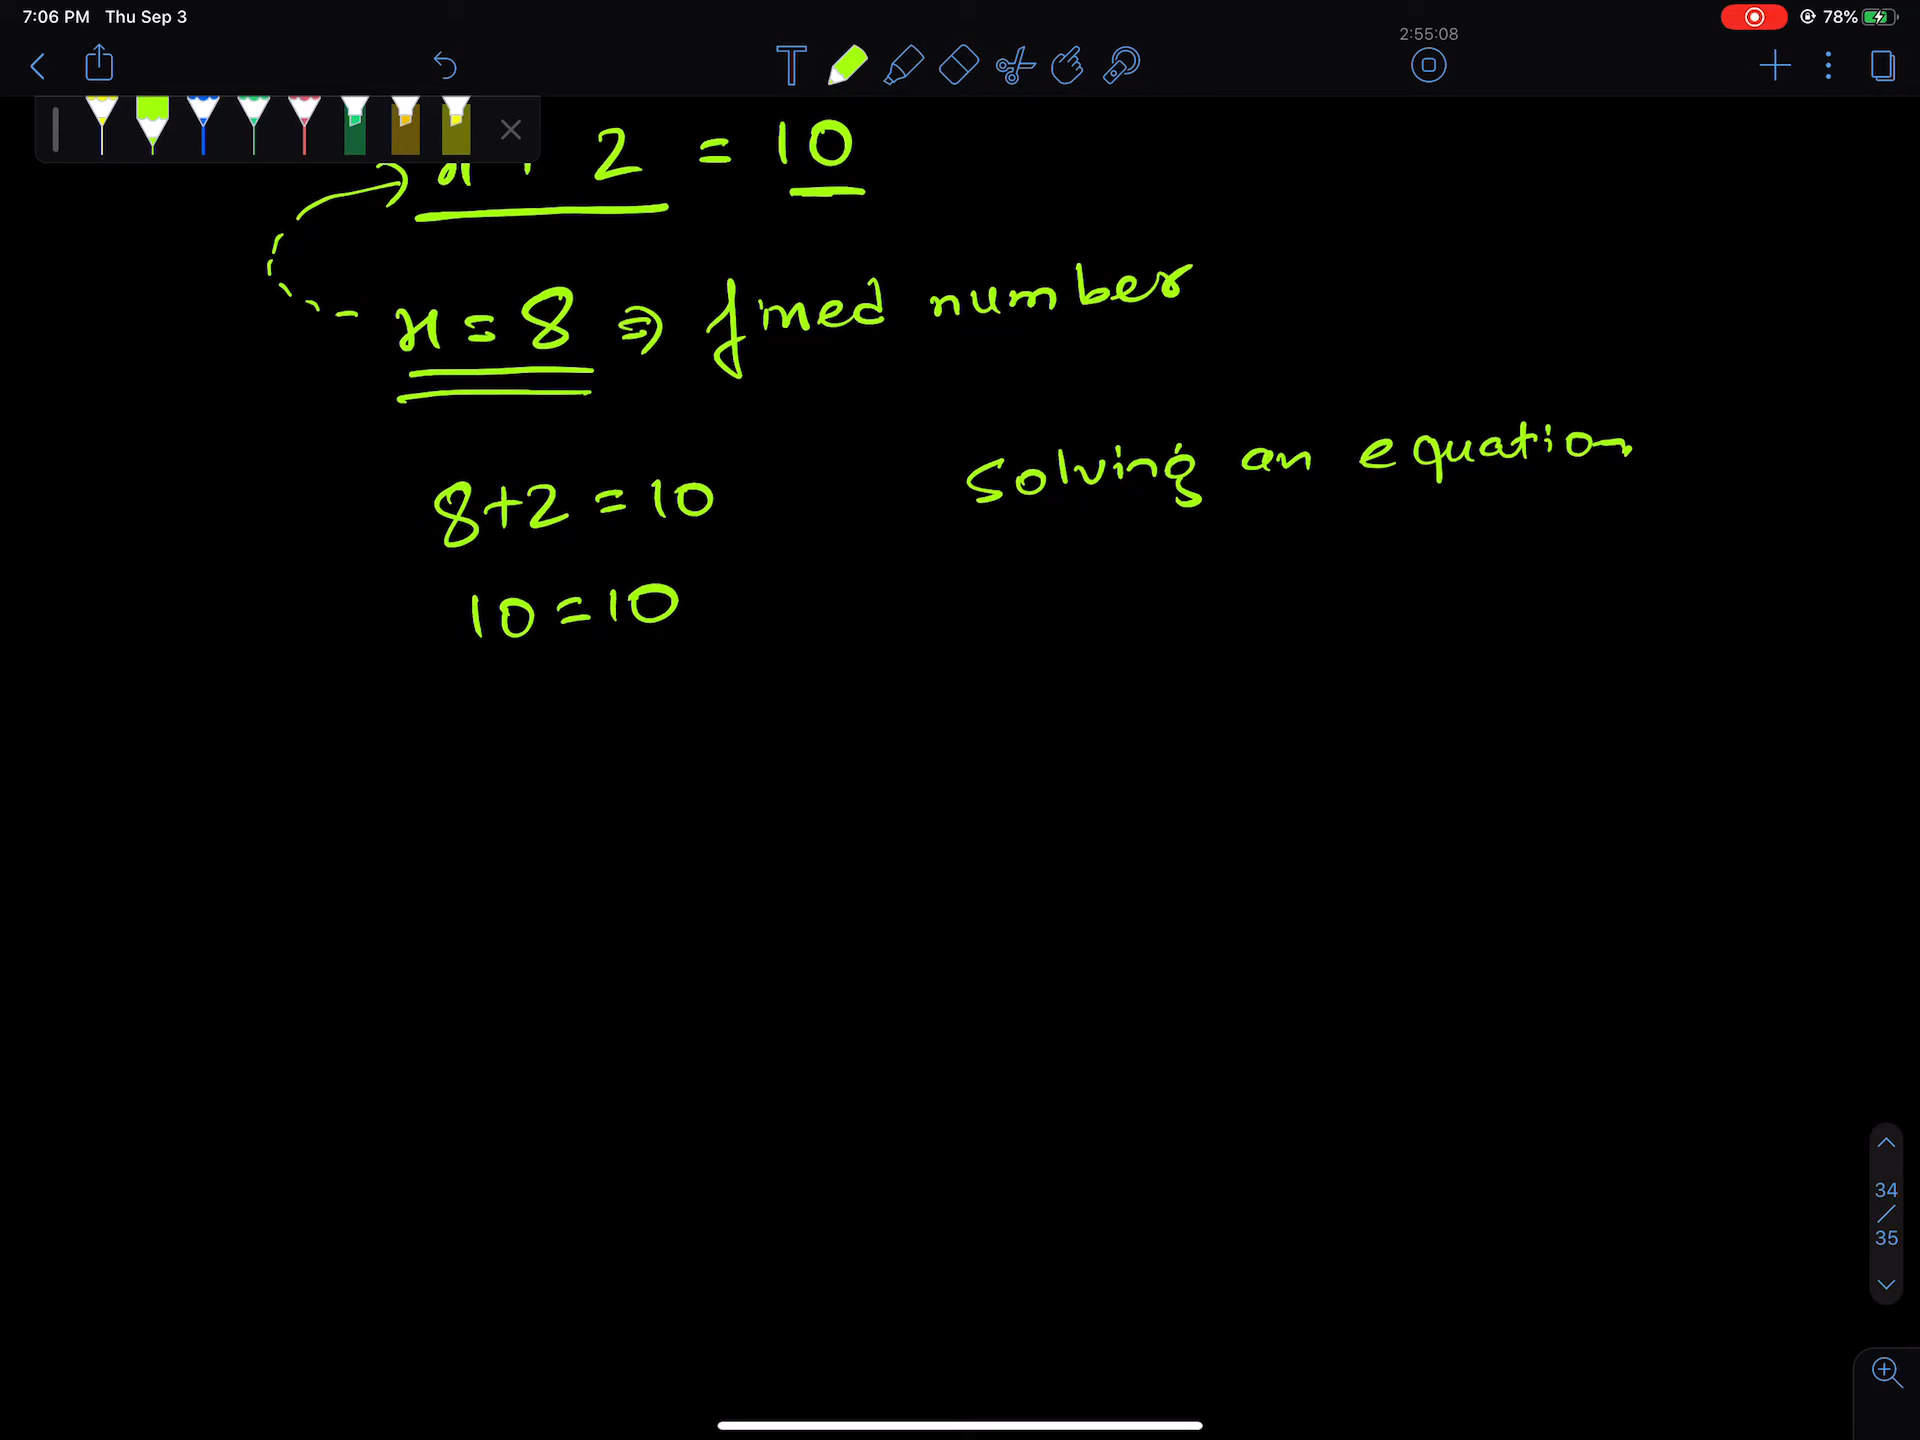 7:06 PM Thu Sep 3
78%
2:55:08
x + 2 = 10
x = 8 ⇒ fixed number
Solving an equation
8+2 = 10
10 = 10
34
/
35